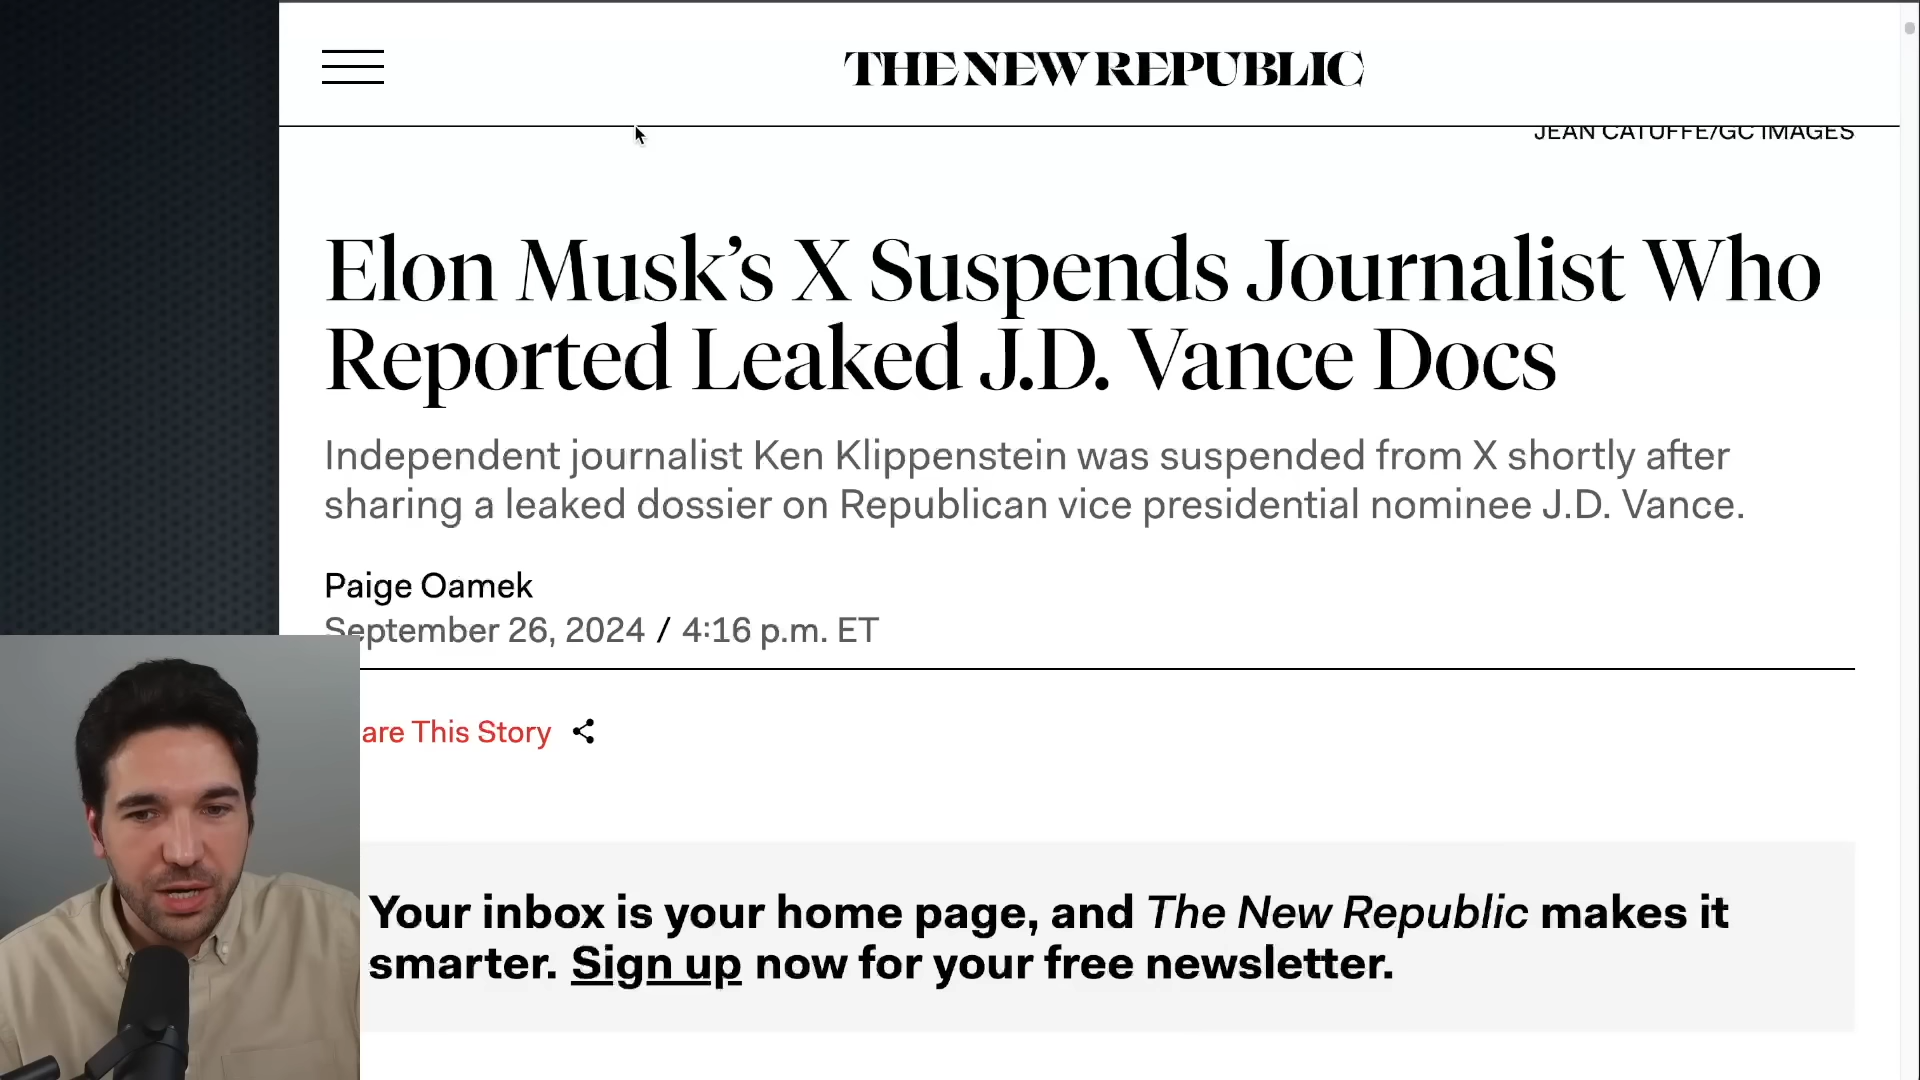 THE NEW REPUBLIC
JEAN CATUFFE/GC IMAGES
Elon Musk’s X Suspends Journalist Who
Reported Leaked J.D. Vance Docs
Independent journalist Ken Klippenstein was suspended from X shortly after
sharing a leaked dossier on Republican vice presidential nominee J.D. Vance.
Paige Oamek
September 26, 2024 / 4:16 p.m. ET
are This Story
Your inbox is your home page, and The New Republic makes it
smarter. Sign up now for your free newsletter.